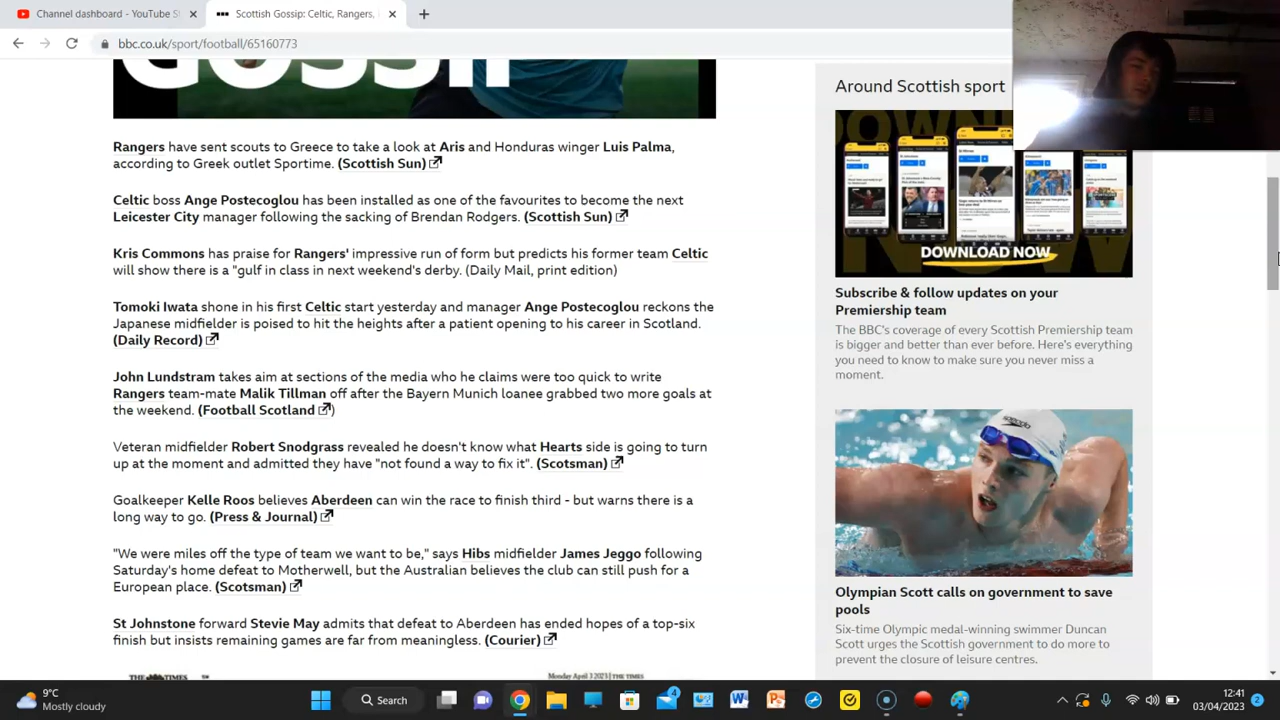 Channel dashboard - YouTube St
Scottish Gossip: Celtic, Rangers,
bbc.co.uk/sport/football/65160773
GOSSIP
Rangers have sent scouts to Greece to take a look at Aris and Honduras winger Luis Palma,
according to Greek outlet Sportime. (Scottish Sun)
Celtic boss Ange Postecoglou has been installed as one of the favourites to become the next
Leicester City manager following the sacking of Brendan Rodgers. (Scottish Sun)
Kris Commons has praise for Rangers' impressive run of form but predicts his former team Celtic
will show there is a "gulf in class in next weekend's derby. (Daily Mail, print edition)
Tomoki Iwata shone in his first Celtic start yesterday and manager Ange Postecoglou reckons the
Japanese midfielder is poised to hit the heights after a patient opening to his career in Scotland.
(Daily Record)
John Lundstram takes aim at sections of the media who he claims were too quick to write
Rangers team-mate Malik Tillman off after the Bayern Munich loanee grabbed two more goals at
the weekend. (Football Scotland)
Veteran midfielder Robert Snodgrass revealed he doesn't know what Hearts side is going to turn
up at the moment and admitted they have "not found a way to fix it". (Scotsman)
Goalkeeper Kelle Roos believes Aberdeen can win the race to finish third - but warns there is a
long way to go. (Press & Journal)
"We were miles off the type of team we want to be," says Hibs midfielder James Jeggo following
Saturday's home defeat to Motherwell, but the Australian believes the club can still push for a
European place. (Scotsman)
St Johnstone forward Stevie May admits that defeat to Aberdeen has ended hopes of a top-six
finish but insists remaining games are far from meaningless. (Courier)
THE TIMES
Monday April 3 2023 | THE TIMES
Around Scottish sport
DOWNLOAD NOW
Subscribe & follow updates on your
Premiership team
The BBC's coverage of every Scottish Premiership team
is bigger and better than ever before. Here's everything
you need to know to make sure you never miss a
moment.
Olympian Scott calls on government to save
pools
Six-time Olympic medal-winning swimmer Duncan
Scott urges the Scottish government to do more to
prevent the closure of leisure centres.
9°C
Mostly cloudy
Search
4
12:41
03/04/2023
2